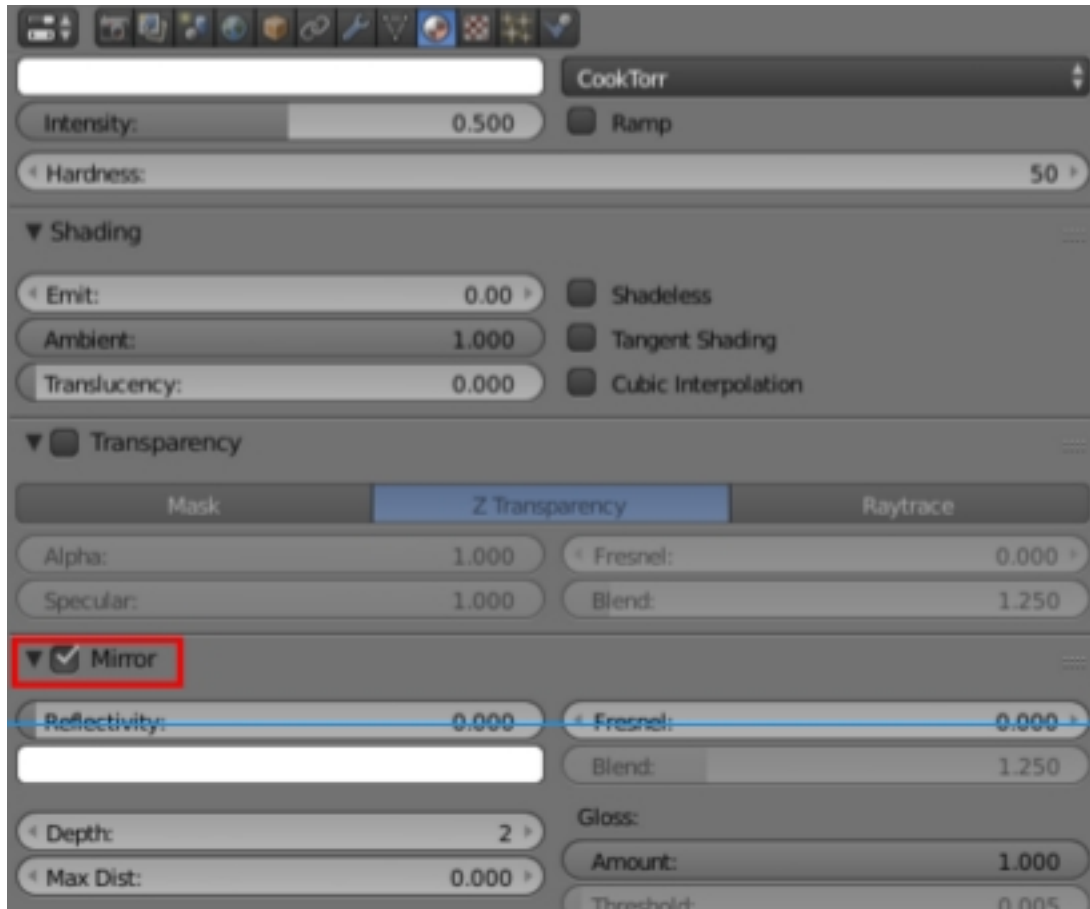 CookTorr
Intensity: 0.500 Ramp
Hardness: 50
Shading
Emit: 0.00 Shadeless
Ambient: 1.000 Tangent Shading
Translucency: 0.000 Cubic Interpolation
Transparency
Mask Z Transparency Raytrace
Alpha: 1.000 Fresnel: 0.000
Specular: 1.000 Blend: 1.250
Mirror
Reflectivity: 0.000 Fresnel: 0.000
Blend: 1.250
Gloss:
Depth: 2
Amount: 1.000
Max Dist: 0.000
Threshold: 0.005